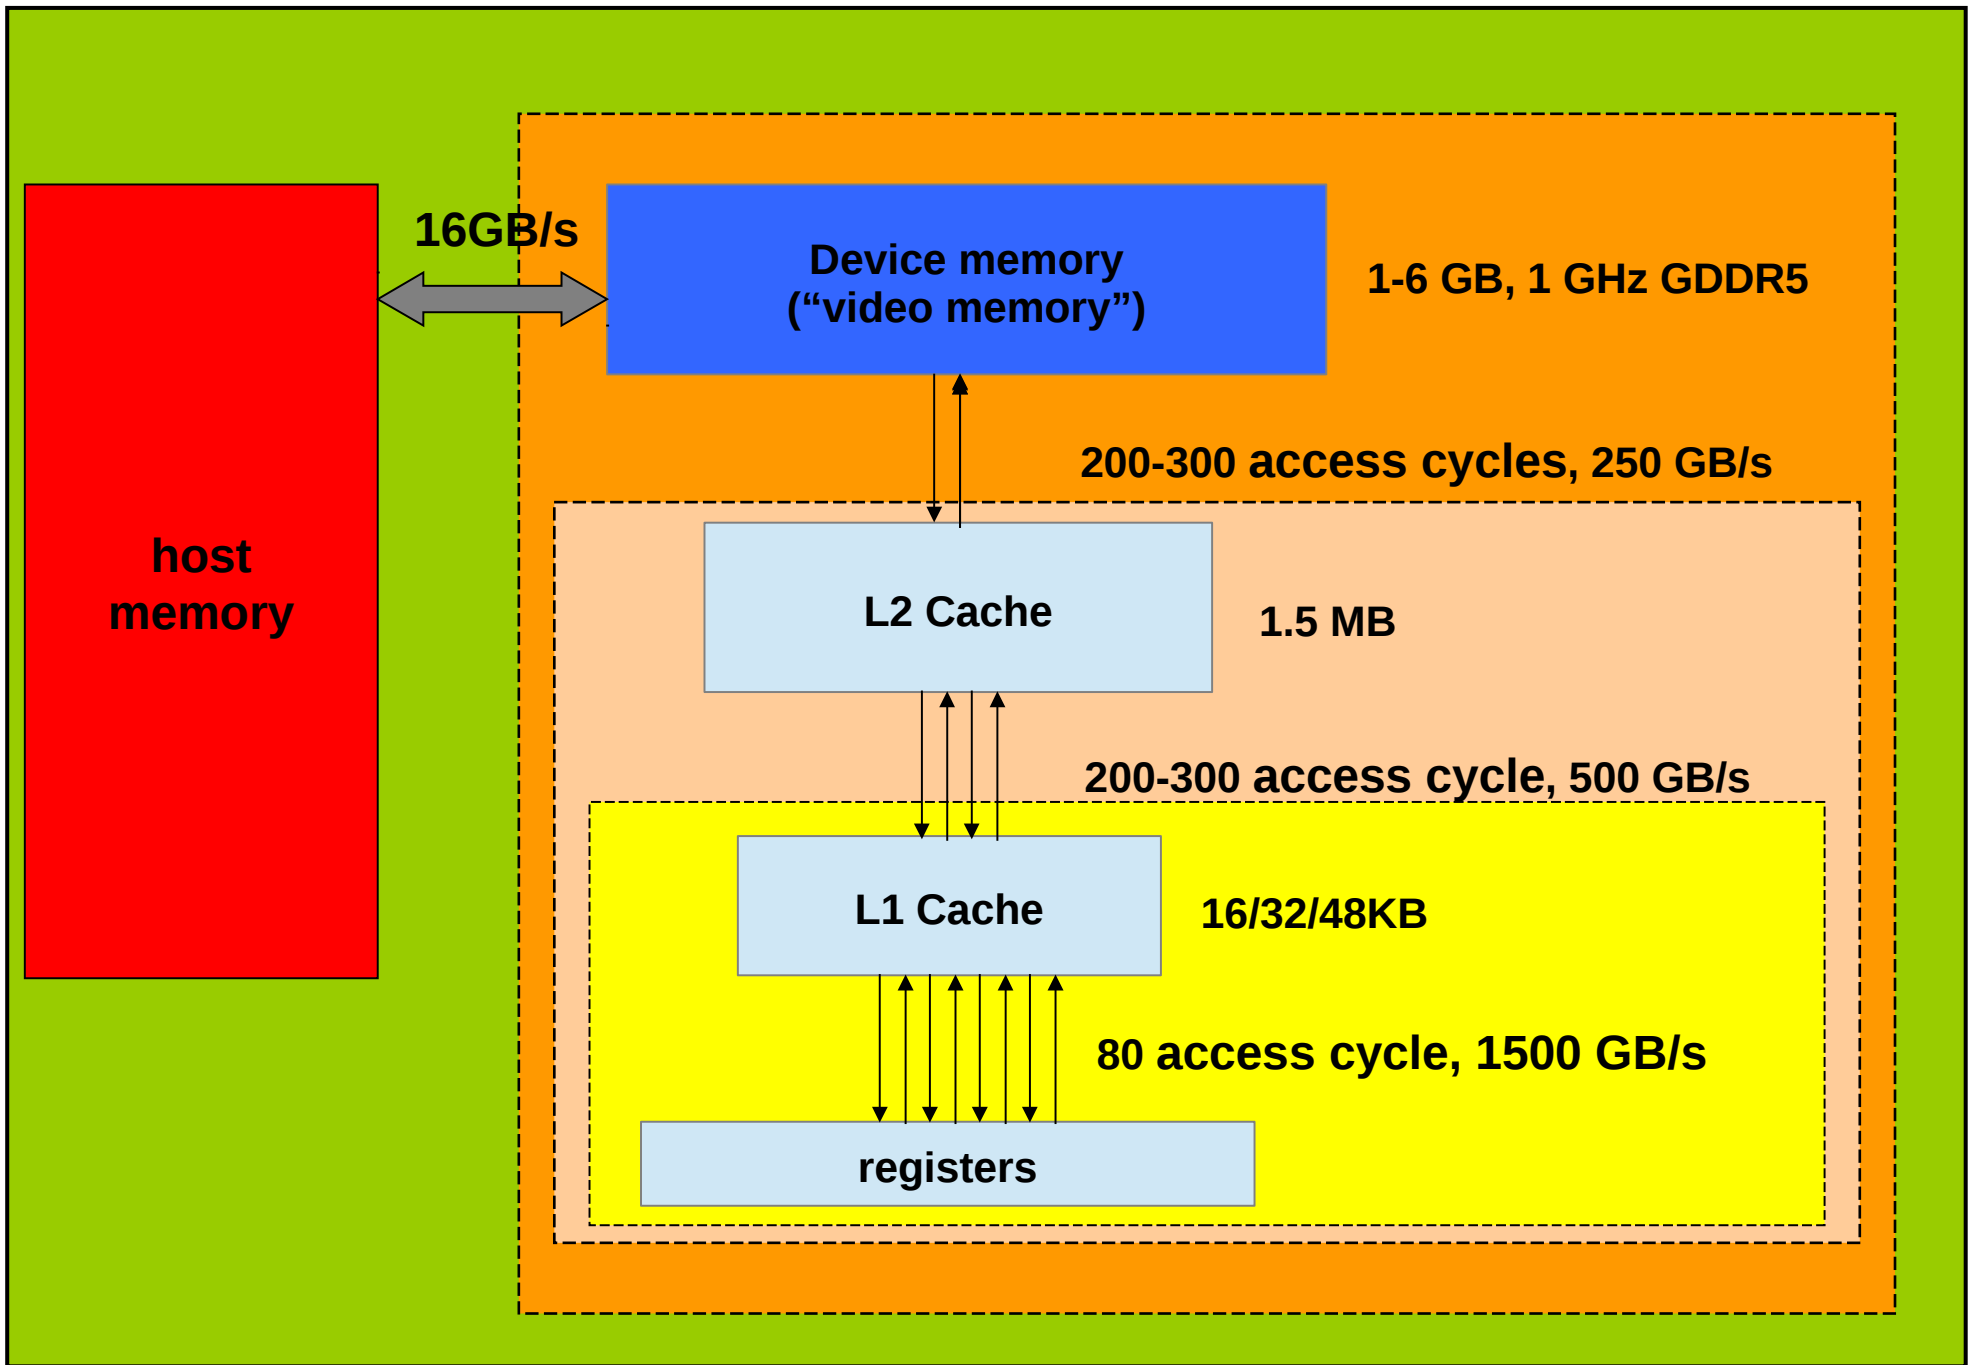 16GB/s
Device memory
(“video memory”)
1-6 GB, 1 GHz GDDR5
200-300 access cycles, 250 GB/s
host
memory
L2 Cache
1.5 MB
200-300 access cycle, 500 GB/s
L1 Cache
16/32/48KB
80 access cycle, 1500 GB/s
registers